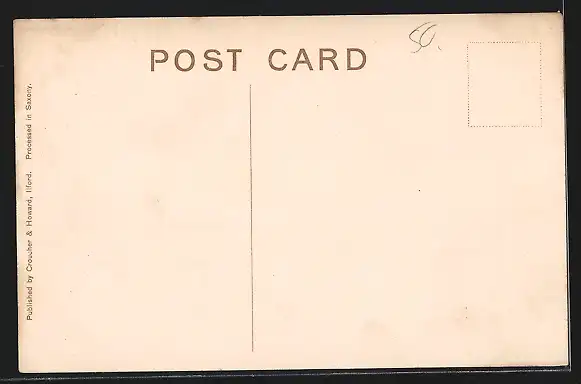 POST CARD
50.
Published by Croucher & Howard, Ilford. Processed in Saxony.